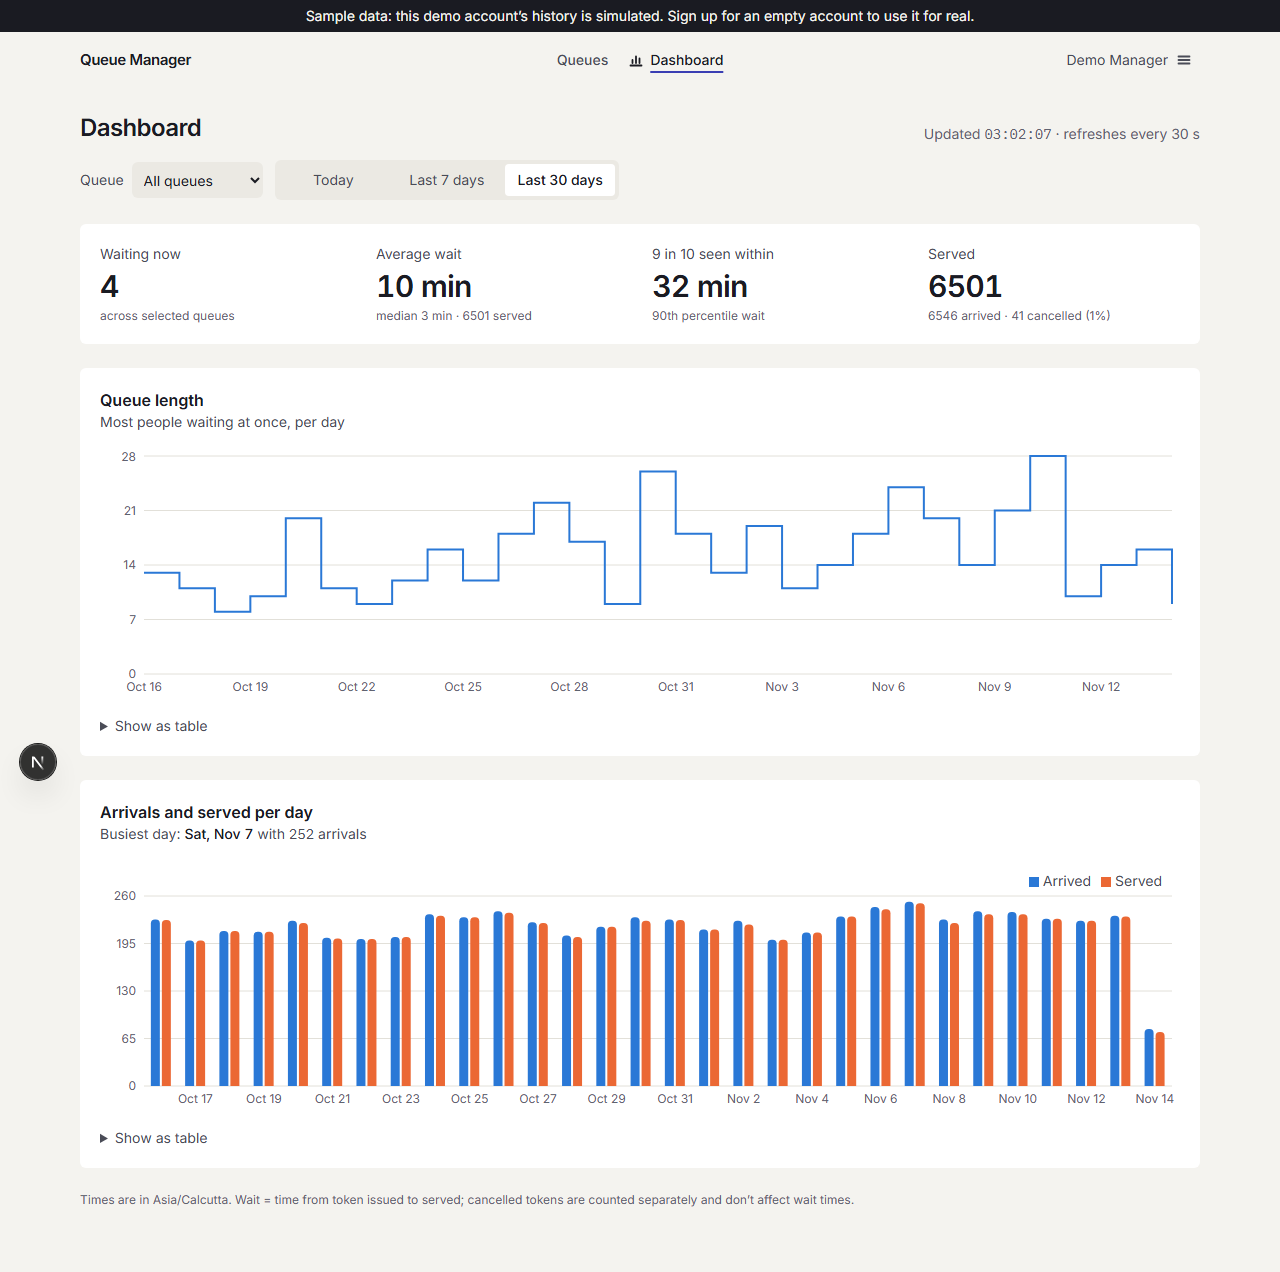 Sample data: this demo account’s history is simulated. Sign up for an empty account to use it for real.
Queue Manager
Queues
Dashboard
Demo Manager
Dashboard
Updated 03:02:07 · refreshes every 30 s
Queue
All queues
Today
Last 7 days
Last 30 days
Waiting now
4
across selected queues
Average wait
10 min
median 3 min · 6501 served
9 in 10 seen within
32 min
90th percentile wait
Served
6501
6546 arrived · 41 cancelled (1%)
Queue length
Most people waiting at once, per day
28
21
14
7
0
Oct 16 Oct 19 Oct 22 Oct 25 Oct 28 Oct 31 Nov 3 Nov 6 Nov 9 Nov 12
▶ Show as table
N
Arrivals and served per day
Busiest day: Sat, Nov 7 with 252 arrivals
Arrived Served
260
195
130
65
0
Oct 17 Oct 19 Oct 21 Oct 23 Oct 25 Oct 27 Oct 29 Oct 31 Nov 2 Nov 4 Nov 6 Nov 8 Nov 10 Nov 12 Nov 14
▶ Show as table
Times are in Asia/Calcutta. Wait = time from token issued to served; cancelled tokens are counted separately and don’t affect wait times.